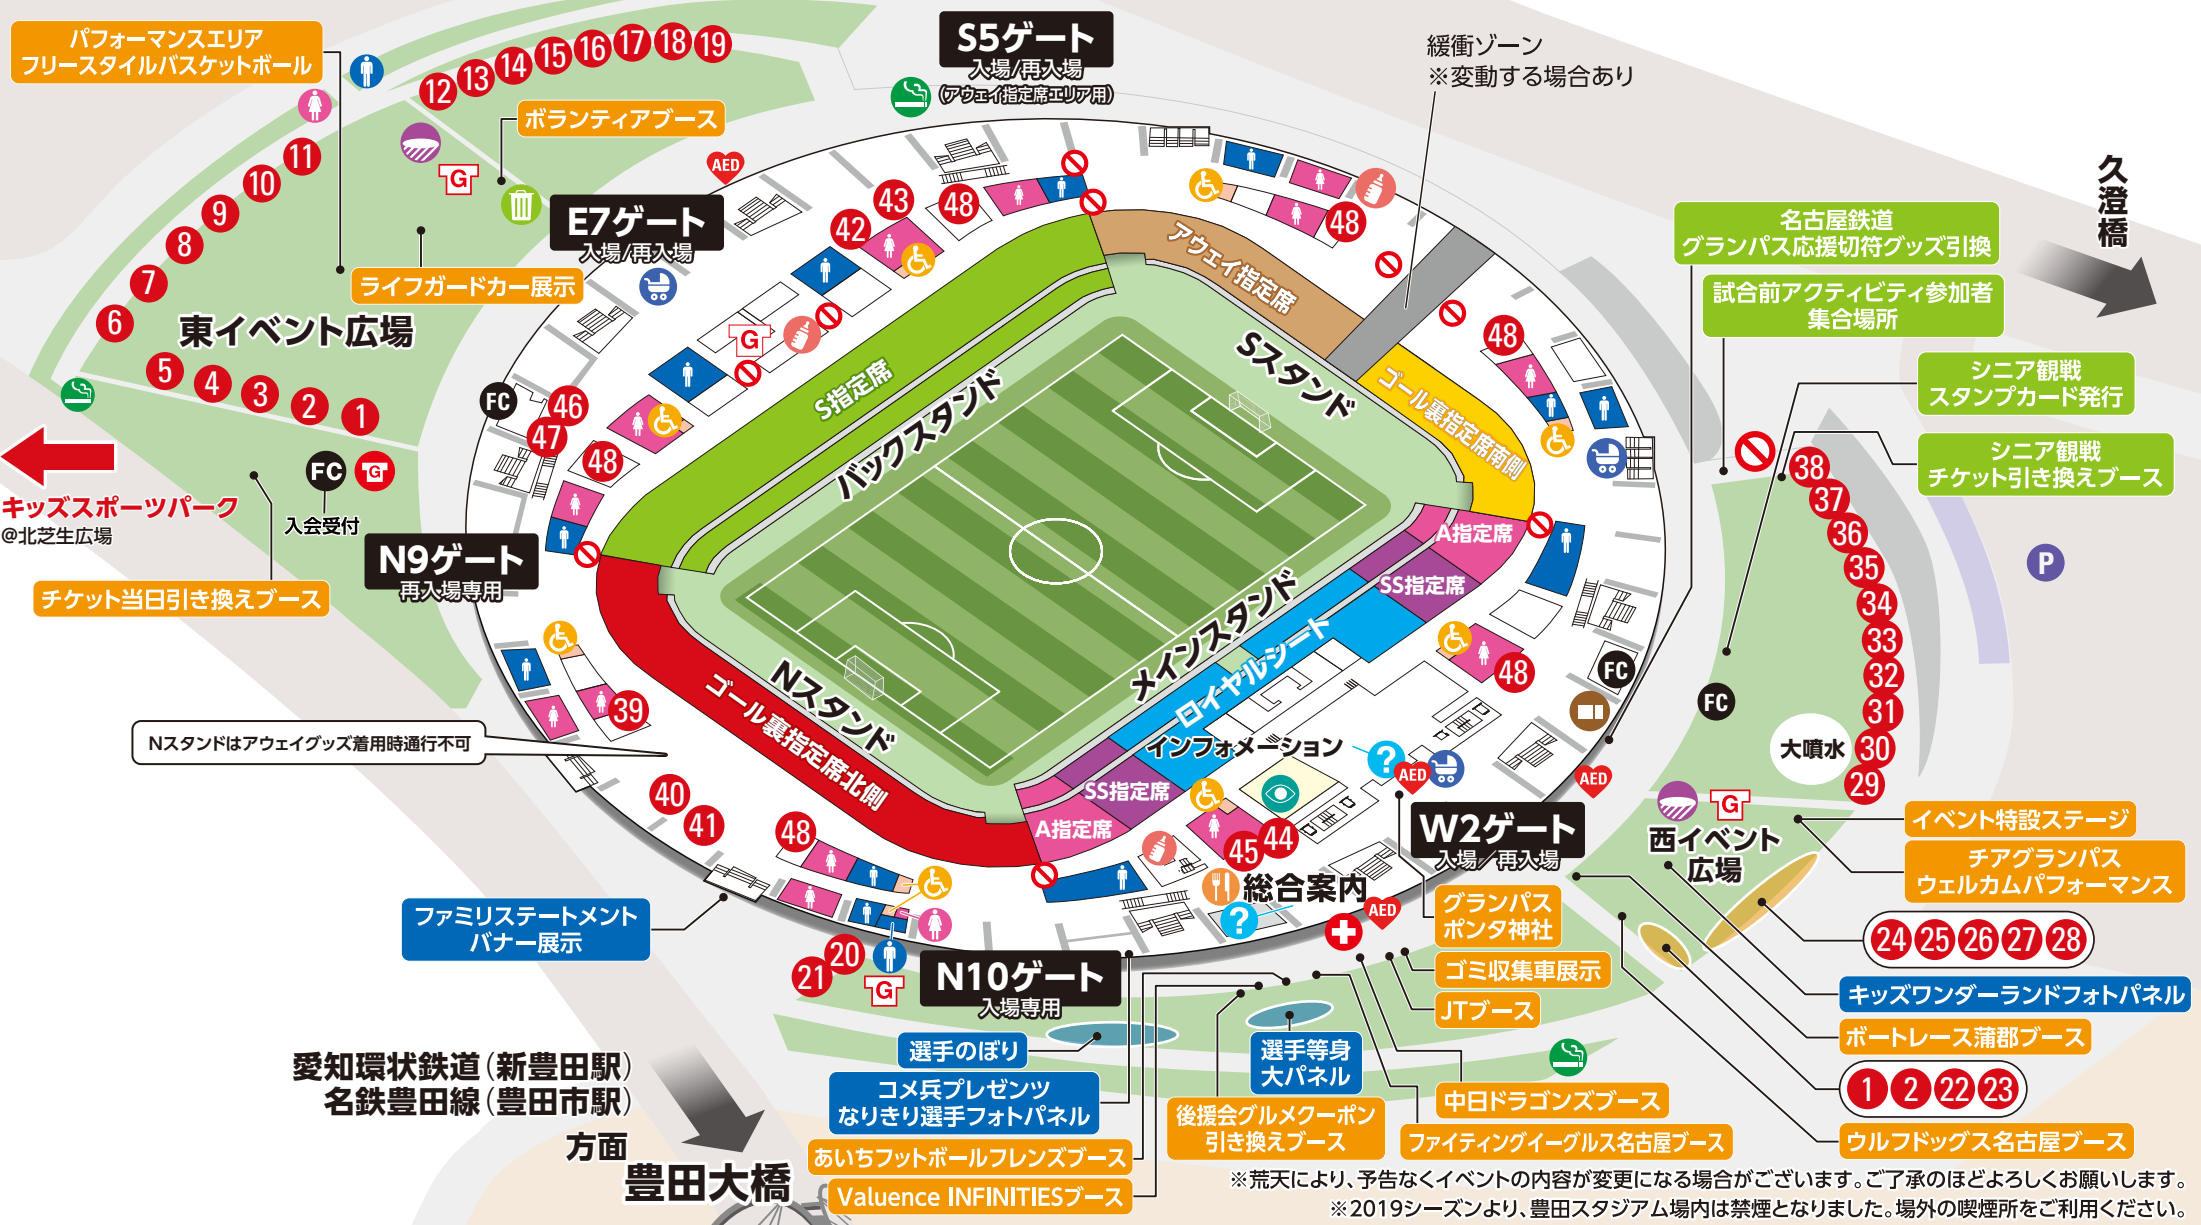 パフォーマンスエリア
フリースタイルバスケットボール
12 13 14 15 16 17 18 19
S5ゲート
入場/再入場
(アウェイ指定席エリア用)
緩衝ゾーン
※変動する場合あり
ボランティアブース
11
10
9
8
7
6
G
AED
E7ゲート
入場/再入場
ライフガードカー展示
東イベント広場
5 4 3 2 1
FC
G
入会受付
キッズスポーツパーク
@北芝生広場
チケット当日引き換えブース
N9ゲート
再入場専用
43
42
48
48
G
FC
46
47
48
S指定席
バックスタンド
アウェイ指定席
Sスタンド
ゴール裏指定席南側
48
久澄橋
名古屋鉄道
グランパス応援切符グッズ引換
試合前アクティビティ参加者
集合場所
シニア観戦
スタンプカード発行
シニア観戦
チケット引き換えブース
38
37
36
35
34
33
32
31
30
29
P
FC
大噴水
A指定席
SS指定席
ロイヤルシート
メインスタンド
SS指定席
A指定席
Nスタンド
ゴール裏指定席北側
Nスタンドはアウェイグッズ着用時通行不可
39
40
41
48
48
FC
インフォメーション
?
AED
AED
44
45
総合案内
?
AED
W2ゲート
入場/再入場
G
西イベント
広場
イベント特設ステージ
チアグランパス
ウェルカムパフォーマンス
24 25 26 27 28
キッズワンダーランドフォトパネル
ボートレース蒲郡ブース
1 2 22 23
ウルフドッグス名古屋ブース
グランパス
ポンタ神社
ゴミ収集車展示
JTブース
ファミリステートメント
バナー展示
20
21
G
N10ゲート
入場専用
選手のぼり
コメ兵プレゼンツ
なりきり選手フォトパネル
あいちフットボールフレンズブース
Valuence INFINITIESブース
選手等身
大パネル
後援会グルメクーポン
引き換えブース
中日ドラゴンズブース
ファイティングイーグルス名古屋ブース
愛知環状鉄道(新豊田駅)
名鉄豊田線(豊田市駅)
方面
豊田大橋
※荒天により、予告なくイベントの内容が変更になる場合がございます。ご了承のほどよろしくお願いします。
※2019シーズンより、豊田スタジアム場内は禁煙となりました。場外の喫煙所をご利用ください。